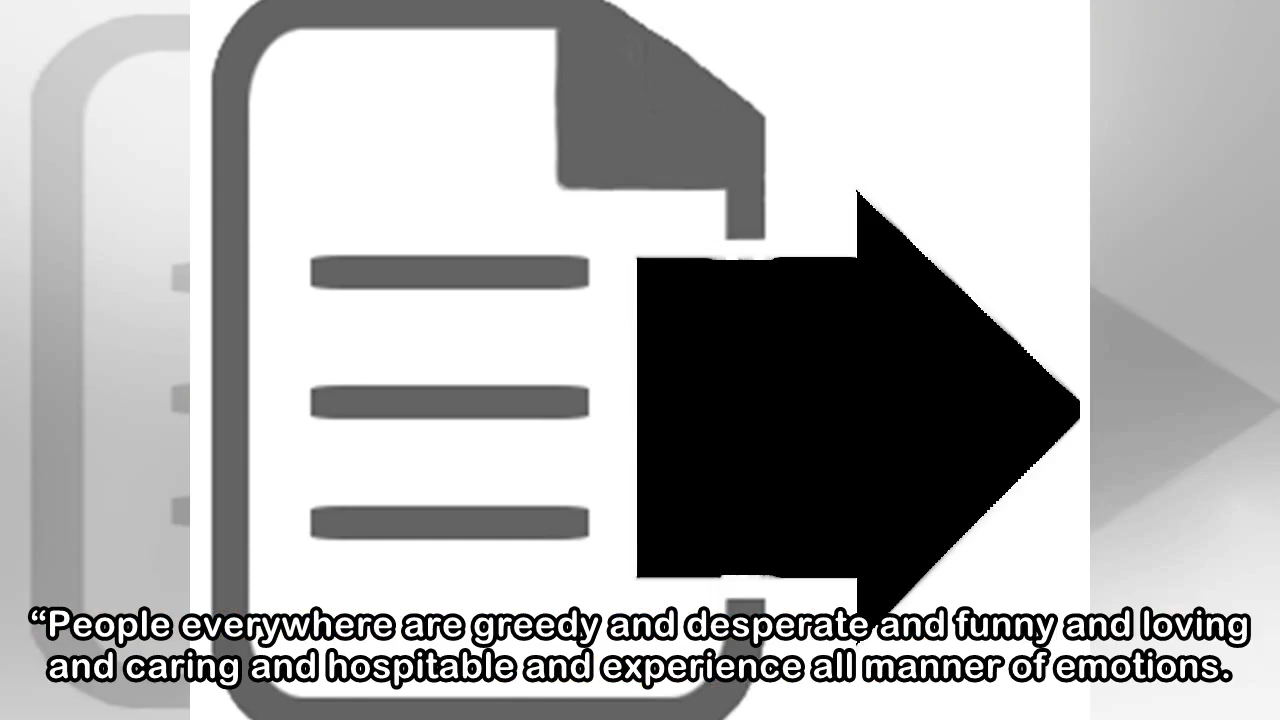 “People everywhere are greedy and desperate and funny and loving
and caring and hospitable and experience all manner of emotions.